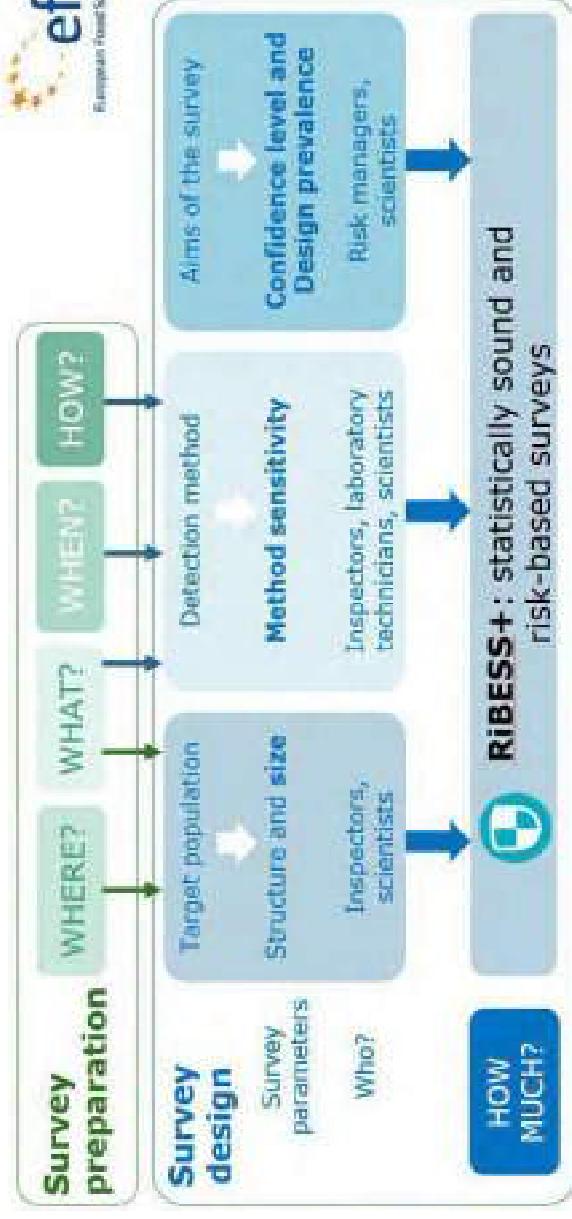 ef
European Food S
Survey
preparation
WHERE?
WHAT?
WHEN?
HOW?
Survey
design
Survey
parameters
Who?
Target population
Structure and size
Inspectors,
scientists
Detection method
Method sensitivity
Inspectors, laboratory
technicians, scientists
Aims of the survey
Confidence level and
Design prevalence
Risk managers,
scientists
HOW
MUCH?
RiBESS+: statistically sound and
risk-based surveys